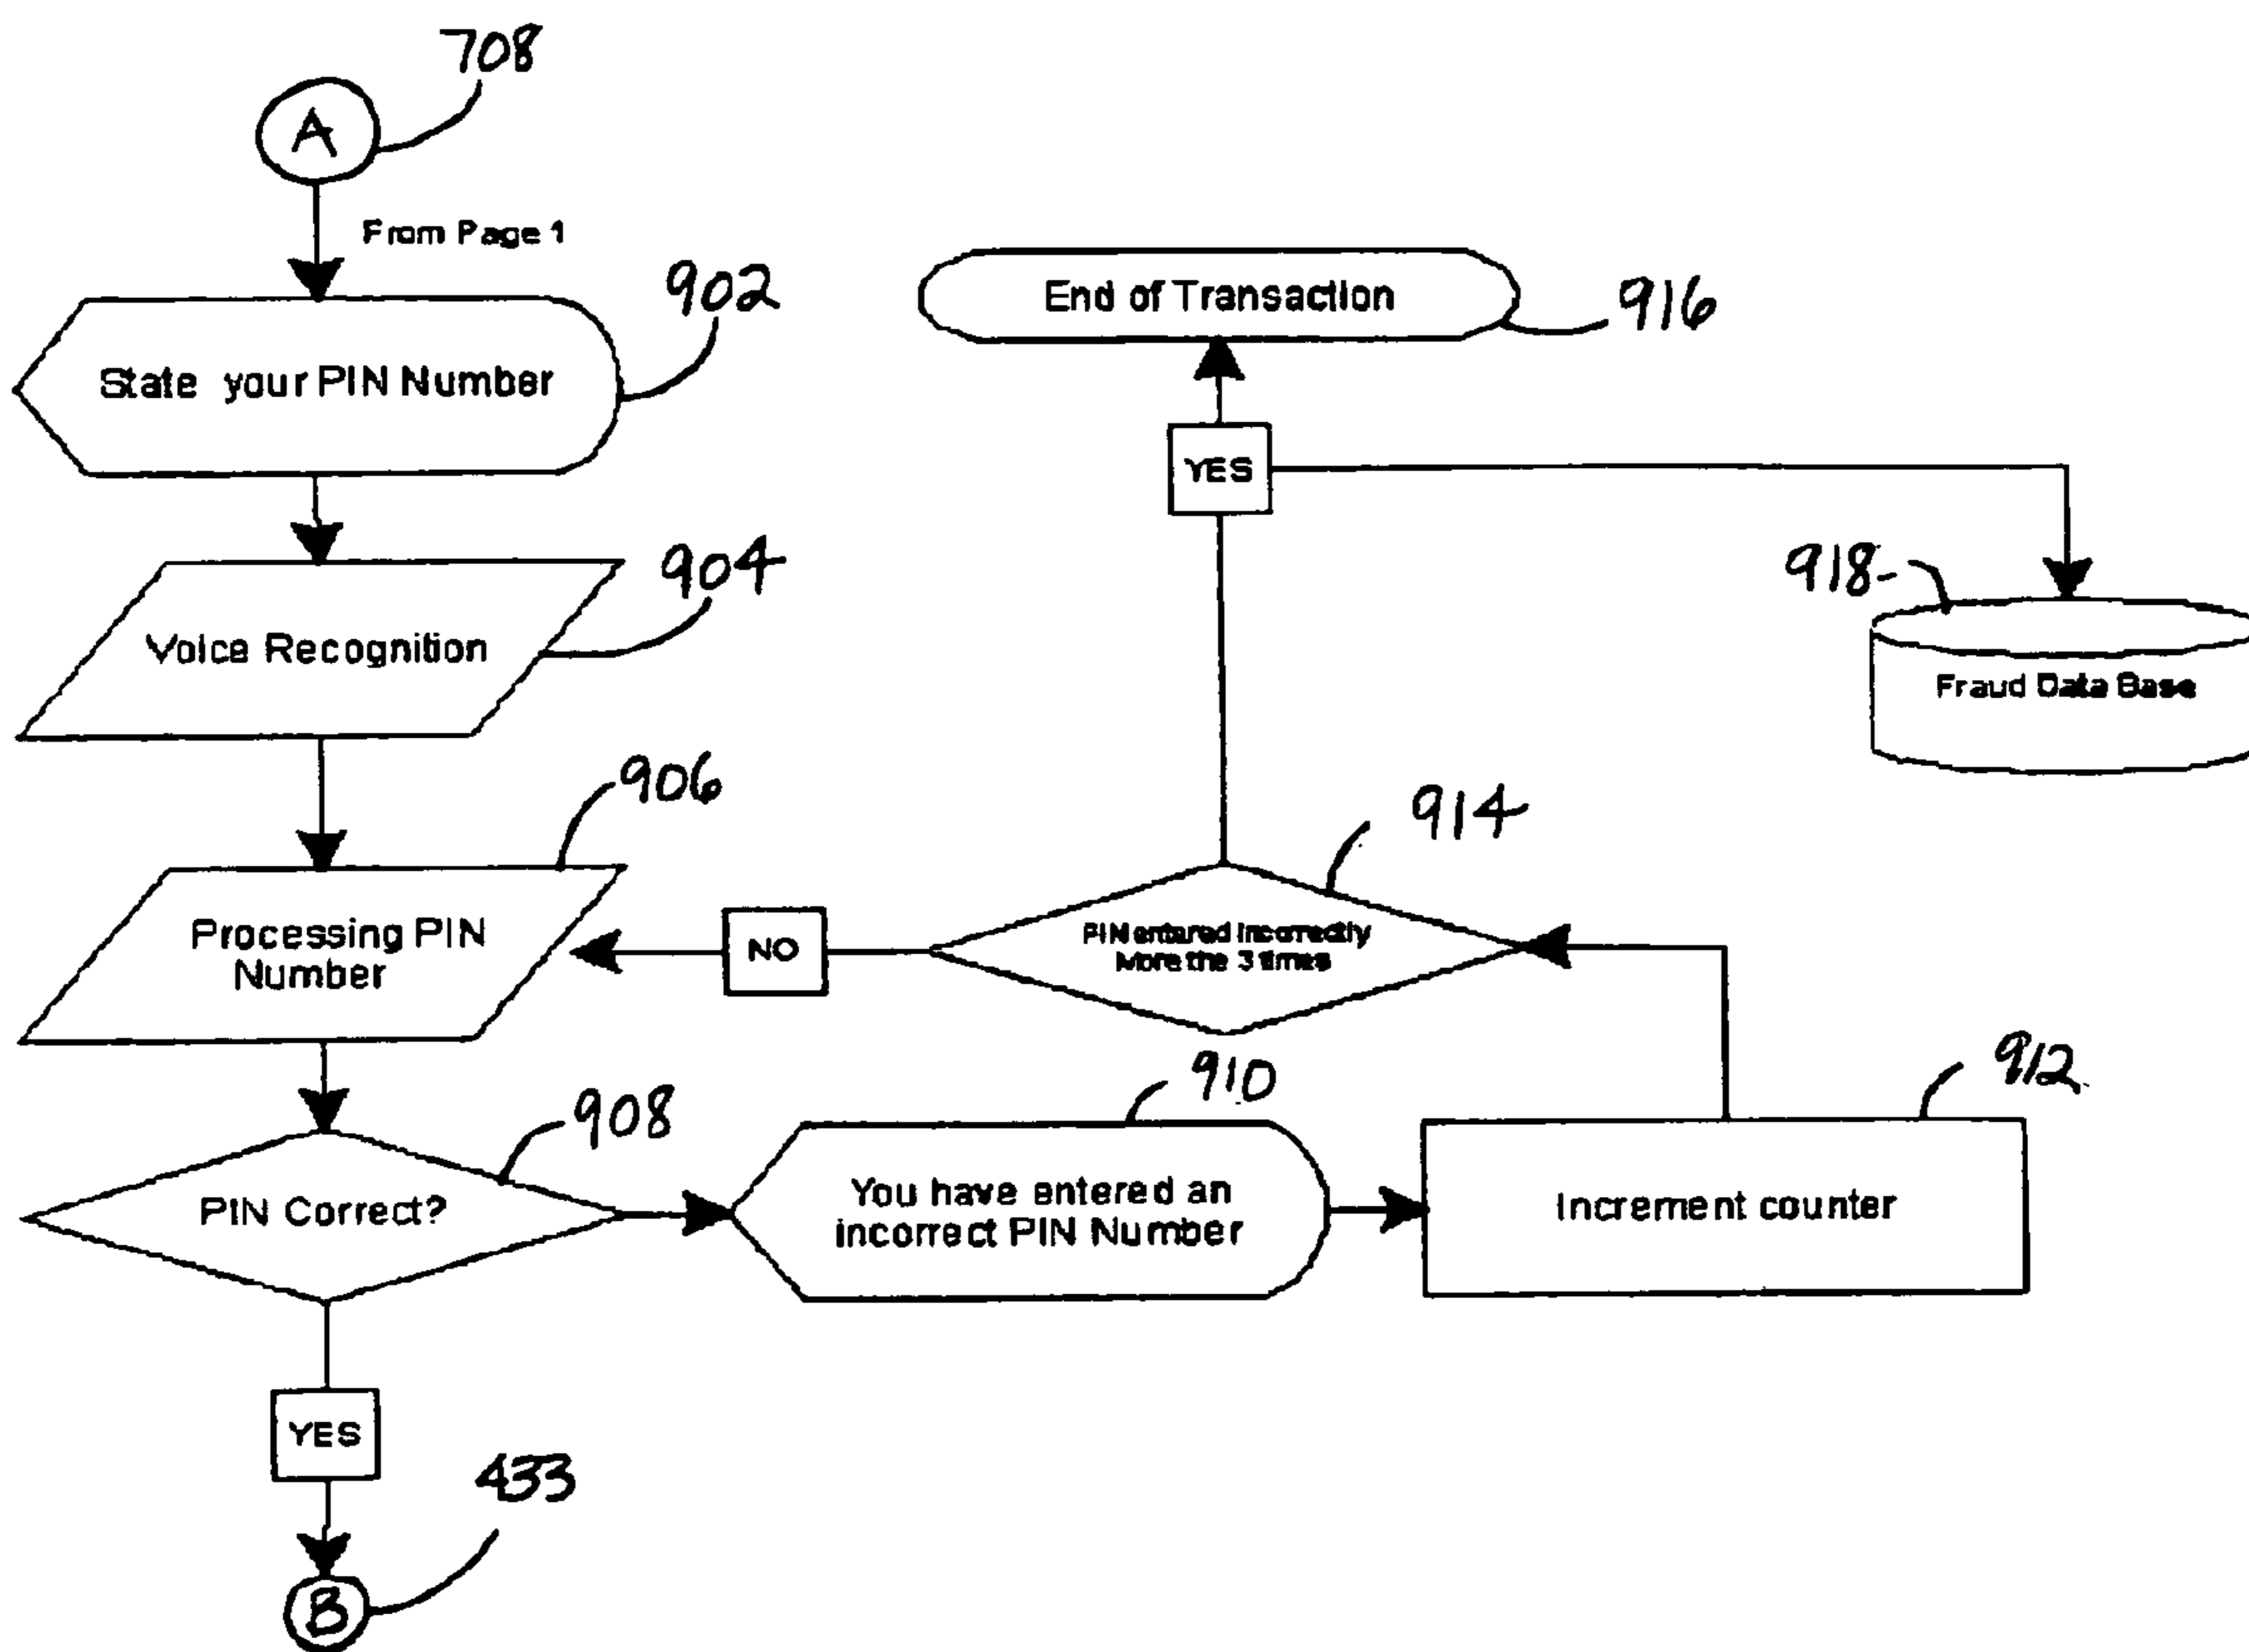 A
708
From Page 1
State your PIN Number
902
Voice Recognition
904
Processing PIN
Number
906
PIN Correct?
908
YES
B
433
You have entered an
incorrect PIN Number
910
Increment counter
912
PIN entered Incorrectly
More the 3 times
914
NO
YES
End of Transaction
916
Fraud Data Base
918